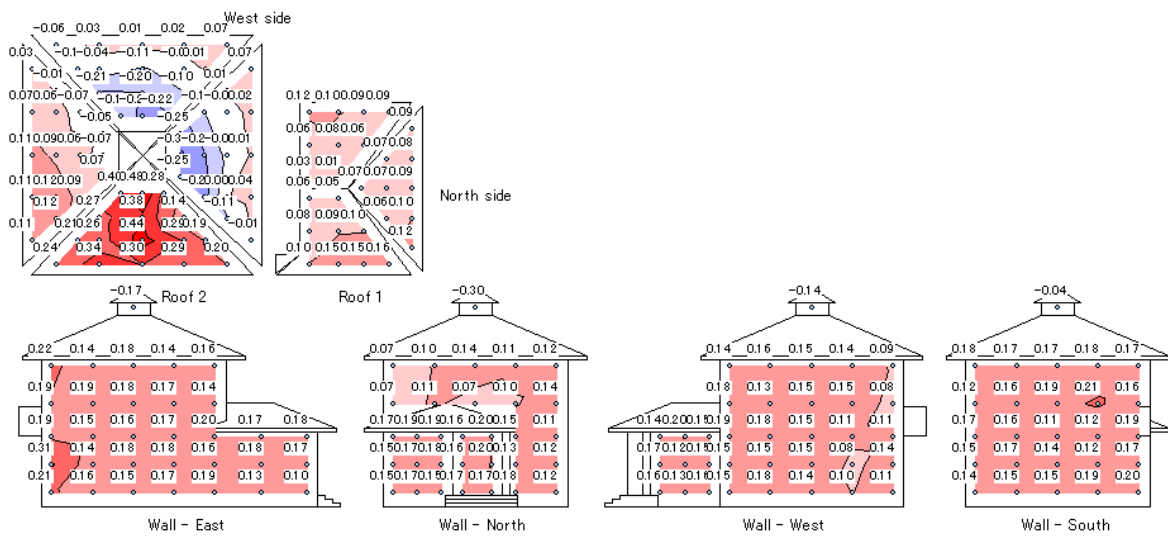 West side
-0.06 0.03 0.01 0.02 0.07
0.03 -0.1 -0.04 -0.11 -0.0 0.01 0.07
-0.01 -0.21 -0.20 -0.10 0.01
0.07 0.06 -0.07 -0.1 -0.2 -0.22 -0.1 -0.00 0.02
-0.05 -0.25
0.11 0.09 0.06 -0.07 -0.3 -0.2 -0.00 0.01
0.07 -0.25
0.11 0.12 0.09 0.40 0.48 0.28 -0.20 0.00 0.04
0.12 0.27 0.38 0.14
0.11 0.21 0.26 0.44 0.29 0.19 -0.01
0.24 0.34 0.30 0.29 0.20
0.12 0.10 0.09 0.09
0.09
0.06 0.08 0.06
0.07 0.08
0.03 0.01
0.07 0.07 0.09
0.06 0.05
0.06 0.10
0.08 0.09 0.10
0.12
0.10 0.15 0.15 0.16
North side
Roof 2
Roof 1
-0.17
0.22 0.14 0.18 0.14 0.16
0.19 0.19 0.18 0.17 0.14
0.19 0.15 0.16 0.17 0.20 0.17 0.18
0.31 0.14 0.18 0.18 0.19 0.18 0.17
0.21 0.16 0.15 0.17 0.19 0.13 0.10
Wall - East
-0.30
0.07 0.10 0.14 0.11 0.12
0.07 0.11 0.07 0.10 0.14
0.17 0.19 0.19 0.16 0.20 0.15 0.11
0.15 0.17 0.18 0.16 0.20 0.13 0.11
0.15 0.15 0.17 0.17 0.18 0.12
Wall - North
-0.14
0.14 0.16 0.15 0.14 0.09
0.18 0.13 0.15 0.15 0.08
0.14 0.20 0.15 0.18 0.15 0.19 0.11 0.11
0.17 0.12 0.15 0.15 0.18 0.15 0.08 0.14
0.16 0.13 0.16 0.18 0.14 0.14 0.10 0.11
Wall - West
-0.04
0.18 0.17 0.17 0.18 0.17
0.12 0.16 0.19 0.21 0.16
0.12 0.16 0.11 0.12 0.19
0.15 0.16 0.14 0.12 0.17
0.14 0.15 0.15 0.19 0.20
Wall - South